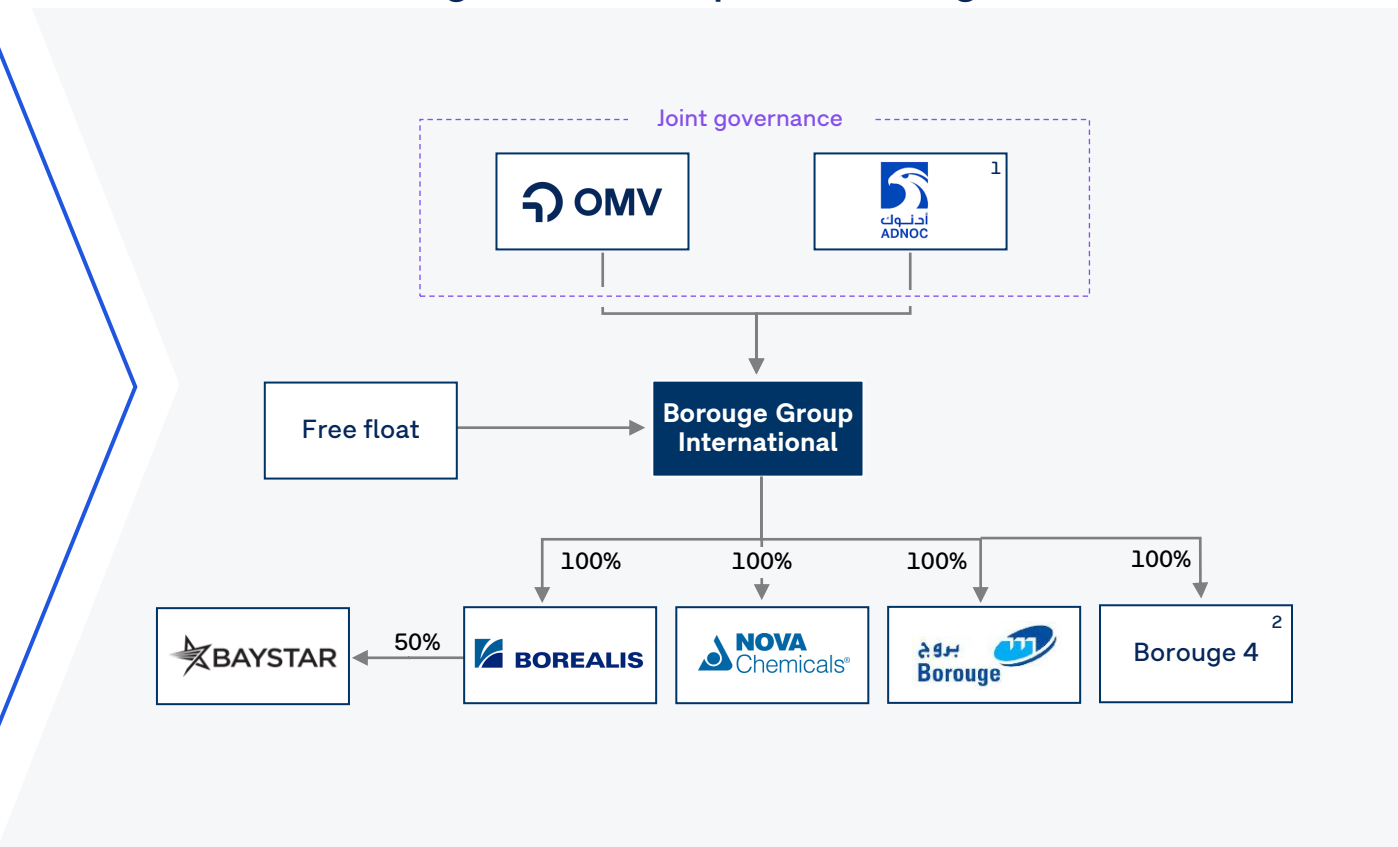 Joint governance
OMV
1
أدنوك
ADNOC
Free float
Borouge Group
International
100%
100%
100%
100%
50%
BAYSTAR
BOREALIS
NOVA
Chemicals®
بروج
Borouge
2
Borouge 4